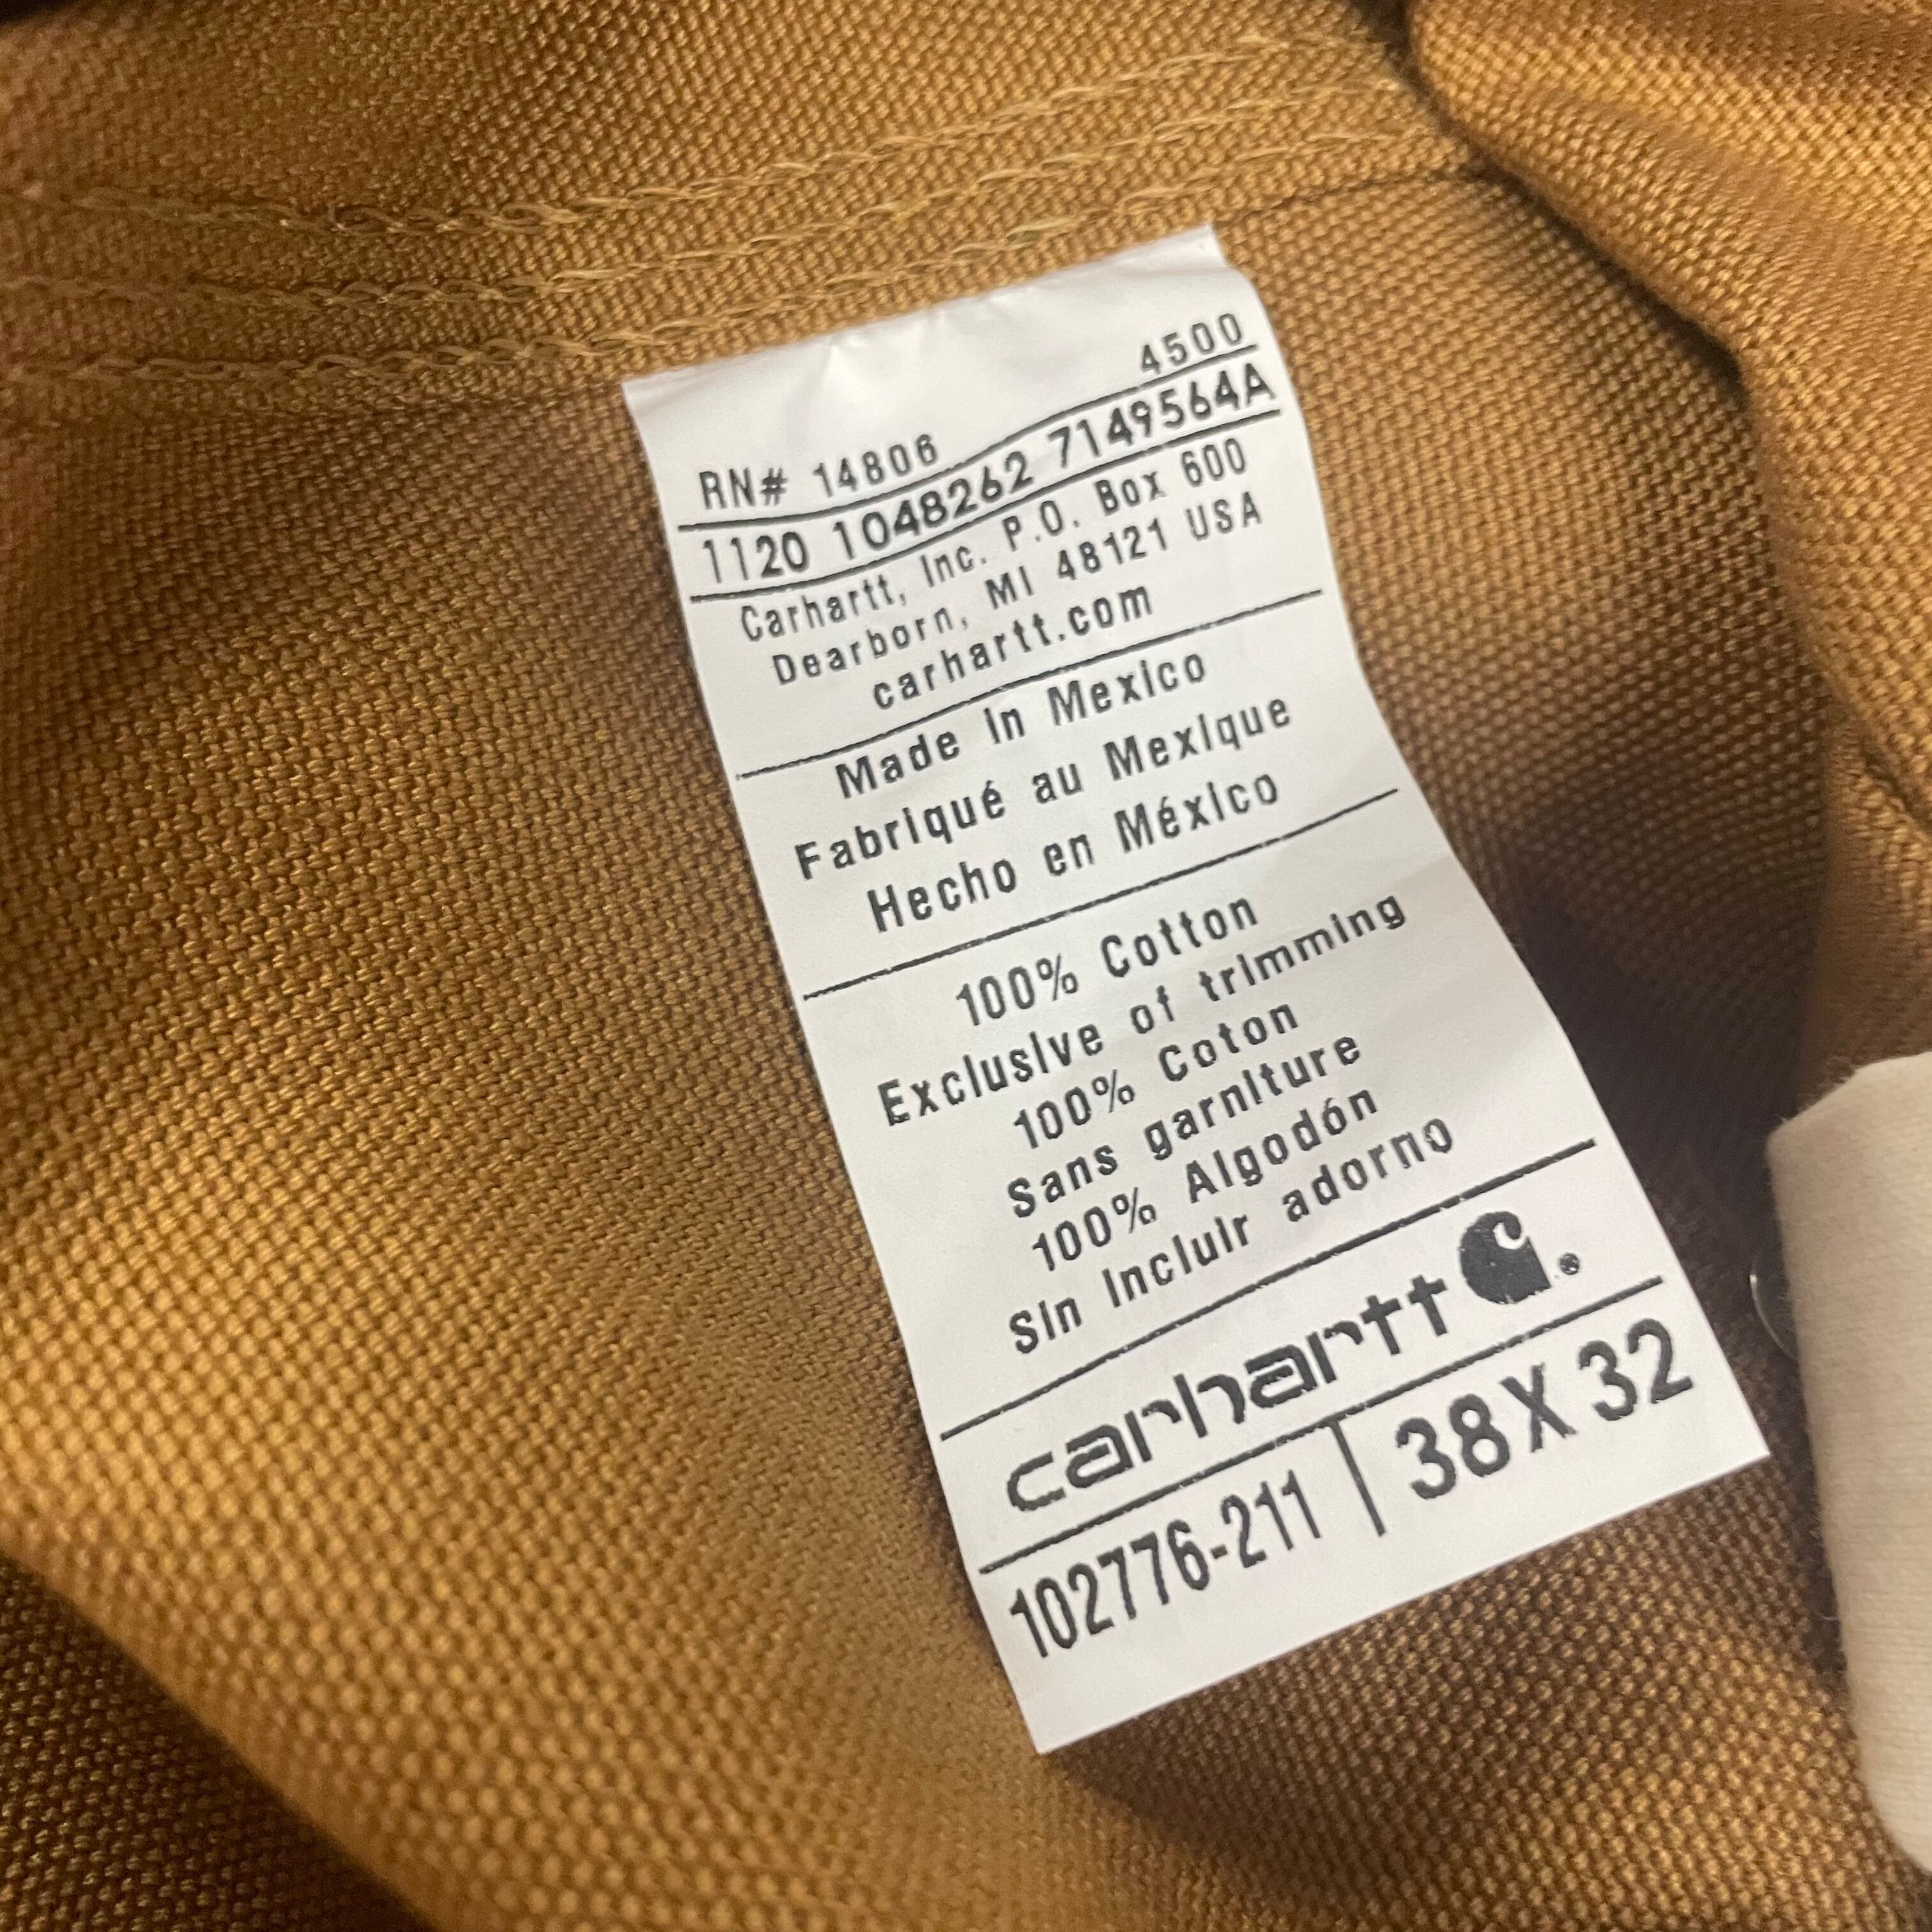 4500
RN# 14806
1120 1048262 7149564A
Carhartt, Inc. P.O. Box 600
Dearborn, MI 48121 USA
carhartt.com
Made in Mexico
Fabriqué au Mexique
Hecho en México
100% Cotton
Exclusive of trimming
100% Coton
Sans garniture
100% Algodón
Sin incluir adorno
carhartt ®
102776-211 | 38 X 32